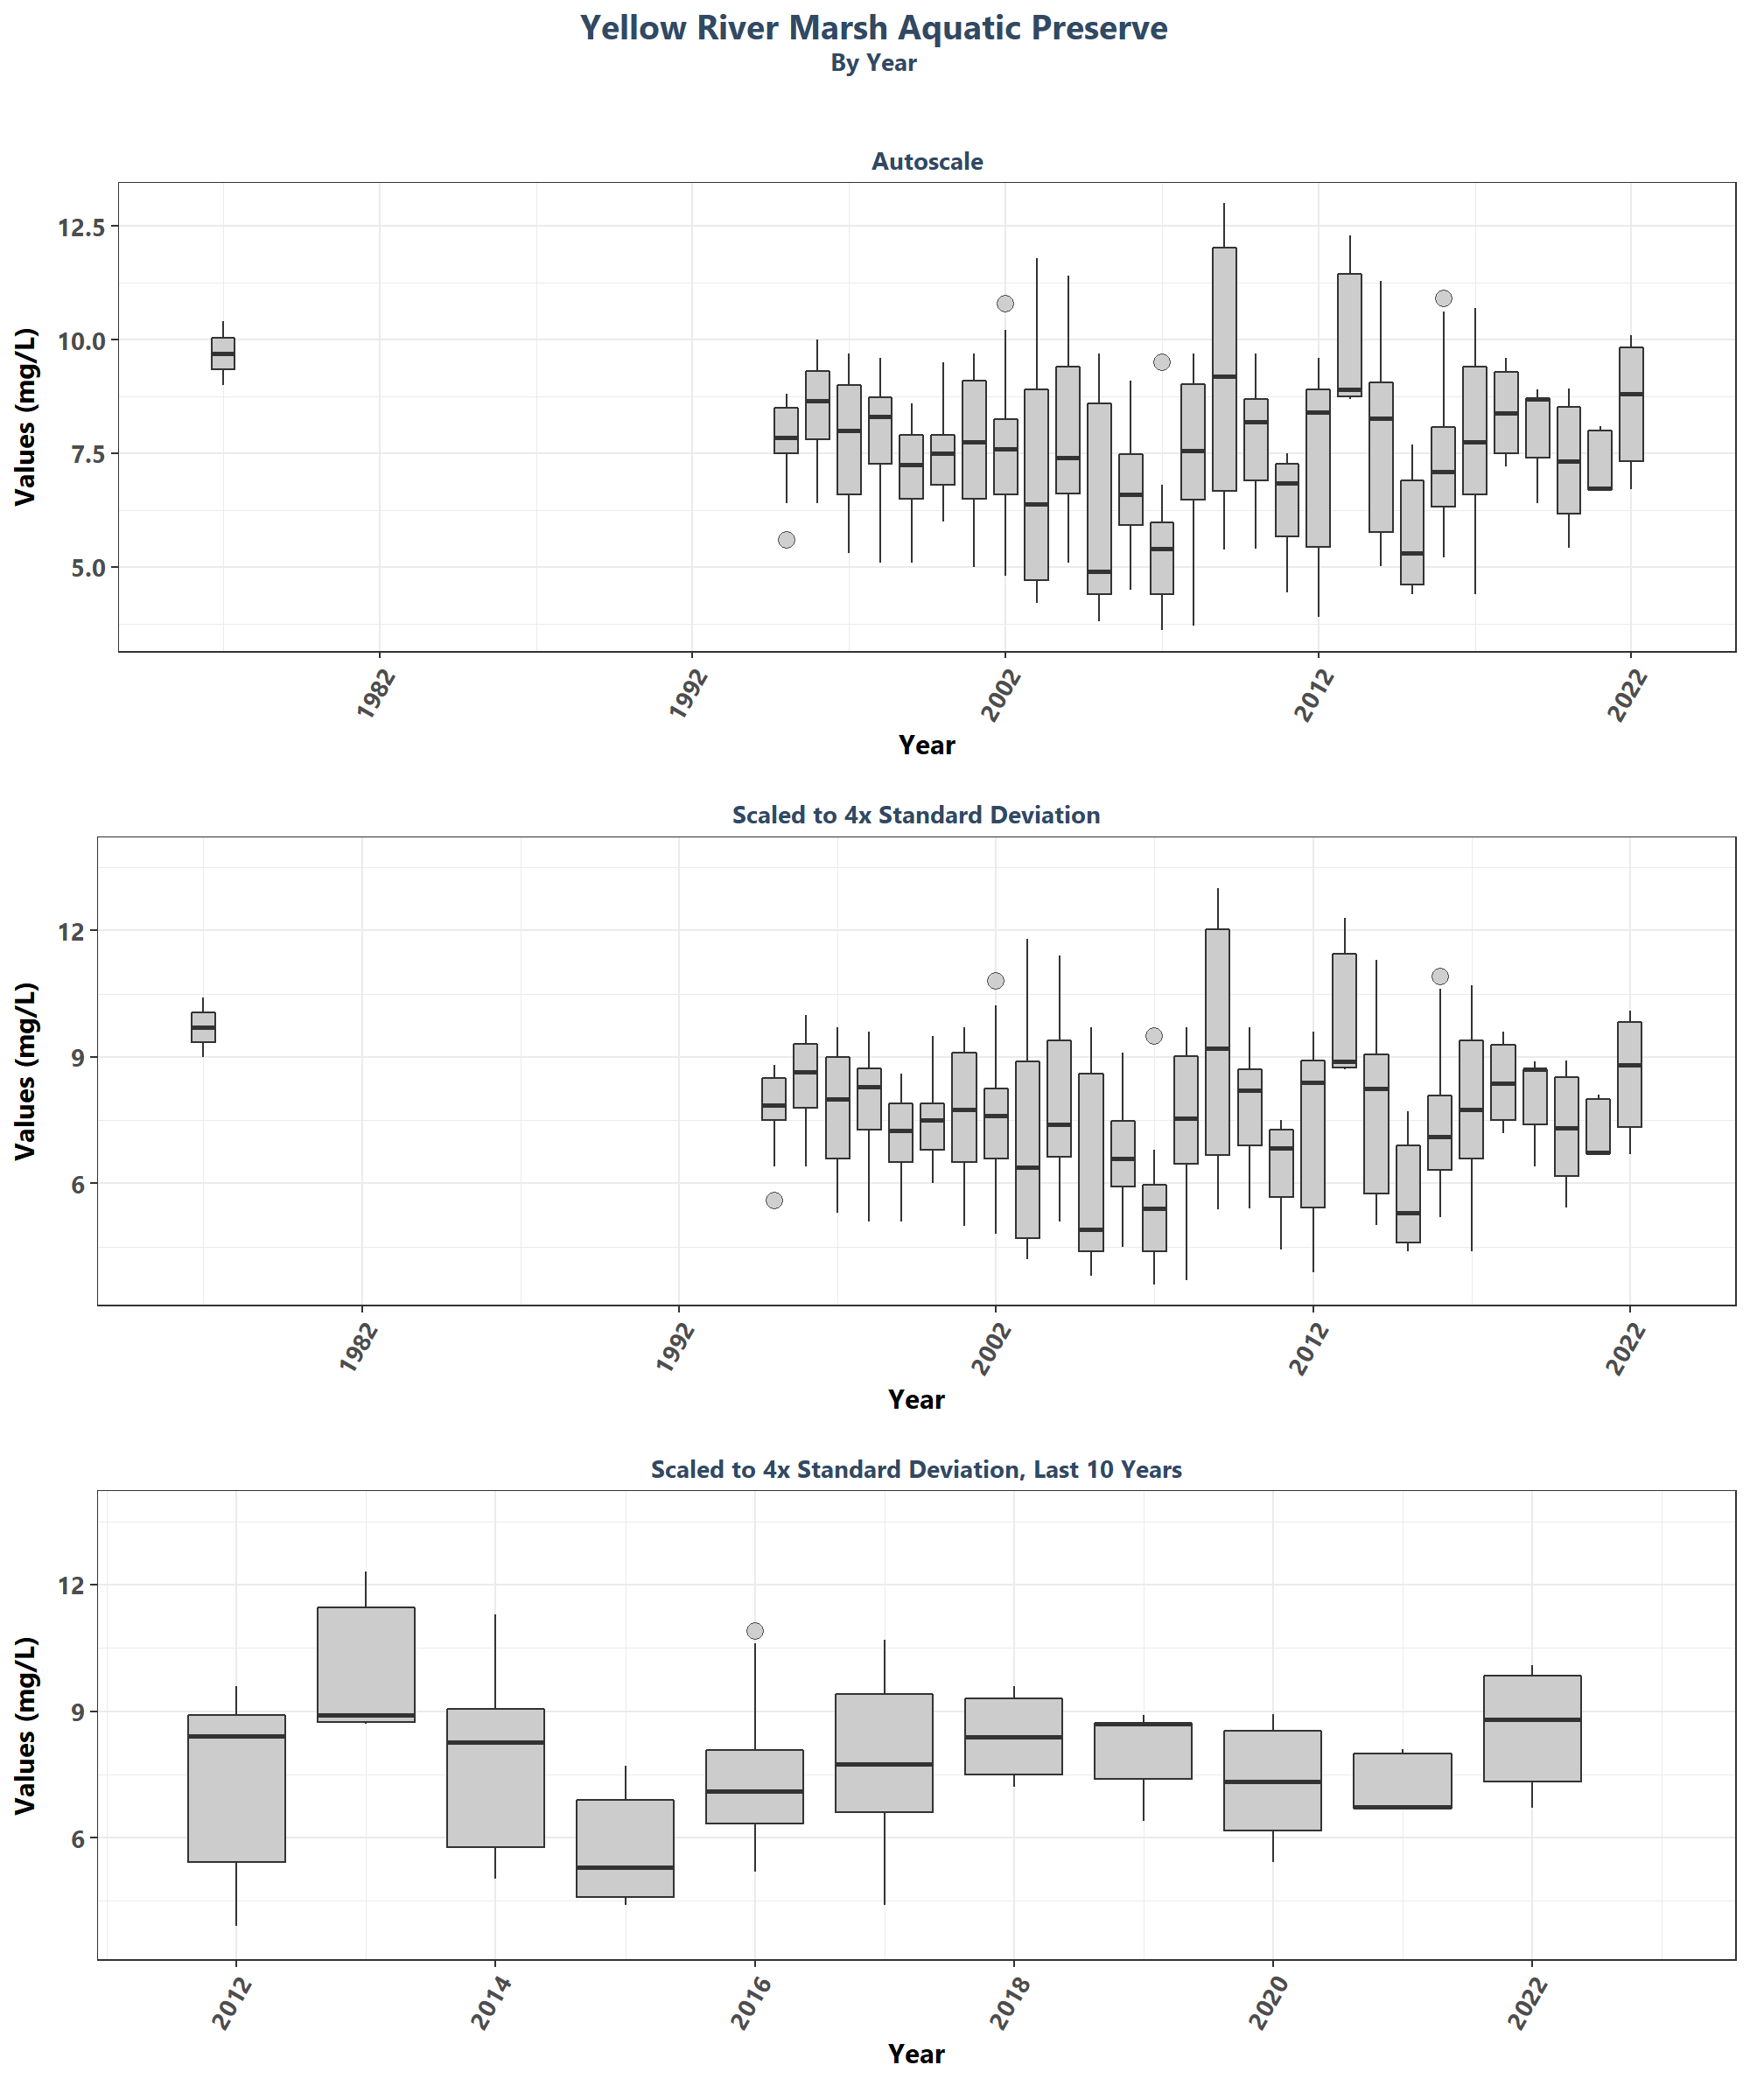 Yellow River Marsh Aquatic Preserve
By Year
Autoscale
Values (mg/L)
12.5
10.0
7.5
5.0
1982 1992 2002 2012 2022
Year
Scaled to 4x Standard Deviation
Values (mg/L)
12
9
6
1982 1992 2002 2012 2022
Year
Scaled to 4x Standard Deviation, Last 10 Years
Values (mg/L)
12
9
6
2012 2014 2016 2018 2020 2022
Year